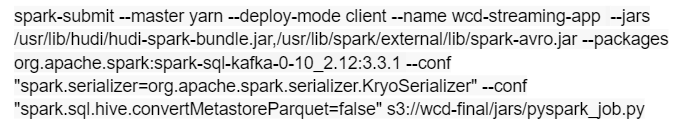 spark-submit --master yarn --deploy-mode client --name wcd-streaming-app  --jars
/usr/lib/hudi/hudi-spark-bundle.jar,/usr/lib/spark/external/lib/spark-avro.jar --packages
org.apache.spark:spark-sql-kafka-0-10_2.12:3.3.1 --conf
"spark.serializer=org.apache.spark.serializer.KryoSerializer" --conf
"spark.sql.hive.convertMetastoreParquet=false" s3://wcd-final/jars/pyspark_job.py